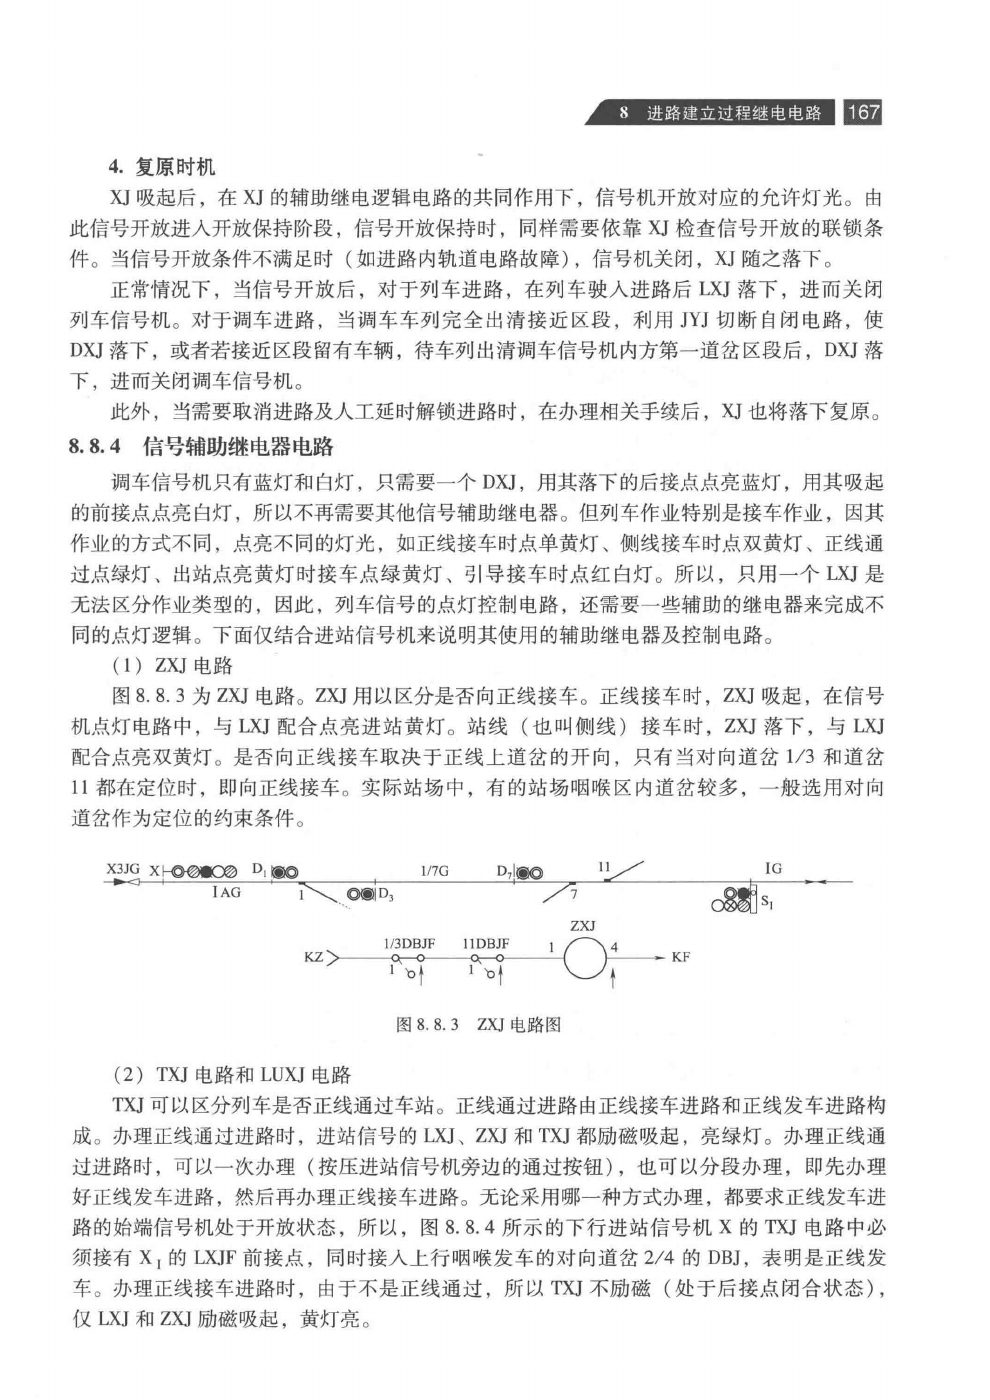 8 进路建立过程继电电路 167
4. 复原时机
XJ 吸起后，在 XJ 的辅助继电逻辑电路的共同作用下，信号机开放对应的允许灯光。由
此信号开放进入开放保持阶段，信号开放保持时，同样需要依靠 XJ 检查信号开放的联锁条
件。当信号开放条件不满足时（如进路内轨道电路故障），信号机关闭，XJ 随之落下。
正常情况下，当信号开放后，对于列车进路，在列车驶入进路后 LXJ 落下，进而关闭
列车信号机。对于调车进路，当调车车列完全出清接近区段，利用 JYJ 切断自闭电路，使
DXJ 落下，或者若接近区段留有车辆，待车列出清调车信号机内方第一道岔区段后，DXJ 落
下，进而关闭调车信号机。
此外，当需要取消进路及人工延时解锁进路时，在办理相关手续后，XJ 也将落下复原。
8.8.4 信号辅助继电器电路
调车信号机只有蓝灯和白灯，只需要一个 DXJ，用其落下的后接点点亮蓝灯，用其吸起
的前接点点亮白灯，所以不再需要其他信号辅助继电器。但列车作业特别是接车作业，因其
作业的方式不同，点亮不同的灯光，如正线接车时点单黄灯、侧线接车时点双黄灯、正线通
过点绿灯、出站点亮黄灯时接车点绿黄灯、引导接车时点红白灯。所以，只用一个 LXJ 是
无法区分作业类型的，因此，列车信号的点灯控制电路，还需要一些辅助的继电器来完成不
同的点灯逻辑。下面仅结合进站信号机来说明其使用的辅助继电器及控制电路。
（1）ZXJ 电路
图 8.8.3 为 ZXJ 电路。ZXJ 用以区分是否向正线接车。正线接车时，ZXJ 吸起，在信号
机点灯电路中，与 LXJ 配合点亮进站黄灯。站线（也叫侧线）接车时，ZXJ 落下，与 LXJ
配合点亮双黄灯。是否向正线接车取决于正线上道岔的开向，只有当对向道岔 1/3 和道岔
11 都在定位时，即向正线接车。实际站场中，有的站场咽喉区内道岔较多，一般选用对向
道岔作为定位的约束条件。
X3JG X D1 1/7G D7 11 IG
IAG 1 D3 7 SI
ZXJ
1/3DBJF 11DBJF 1 4
KZ KF
1 1
图 8.8.3 ZXJ 电路图
（2）TXJ 电路和 LUXJ 电路
TXJ 可以区分列车是否正线通过车站。正线通过进路由正线接车进路和正线发车进路构
成。办理正线通过进路时，进站信号的 LXJ、ZXJ 和 TXJ 都励磁吸起，亮绿灯。办理正线通
过进路时，可以一次办理（按压进站信号机旁边的通过按钮），也可以分段办理，即先办理
好正线发车进路，然后再办理正线接车进路。无论采用哪一种方式办理，都要求正线发车进
路的始端信号机处于开放状态，所以，图 8.8.4 所示的下行进站信号机 X 的 TXJ 电路中必
须接有 XI 的 LXJF 前接点，同时接入上行咽喉发车的对向道岔 2/4 的 DBJ，表明是正线发
车。办理正线接车进路时，由于不是正线通过，所以 TXJ 不励磁（处于后接点闭合状态），
仅 LXJ 和 ZXJ 励磁吸起，黄灯亮。